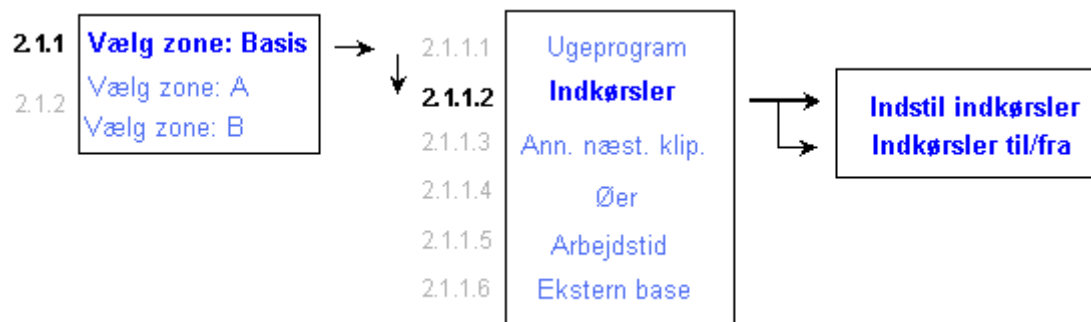 2.1.1 Vælg zone: Basis
2.1.2 Vælg zone: A
Vælg zone: B
2.1.1.1 Ugeprogram
2.1.1.2 Indkørsler
2.1.1.3 Ann. næst. klip.
2.1.1.4 Øer
2.1.1.5 Arbejdstid
2.1.1.6 Ekstern base
Indstil indkørsler
Indkørsler til/fra